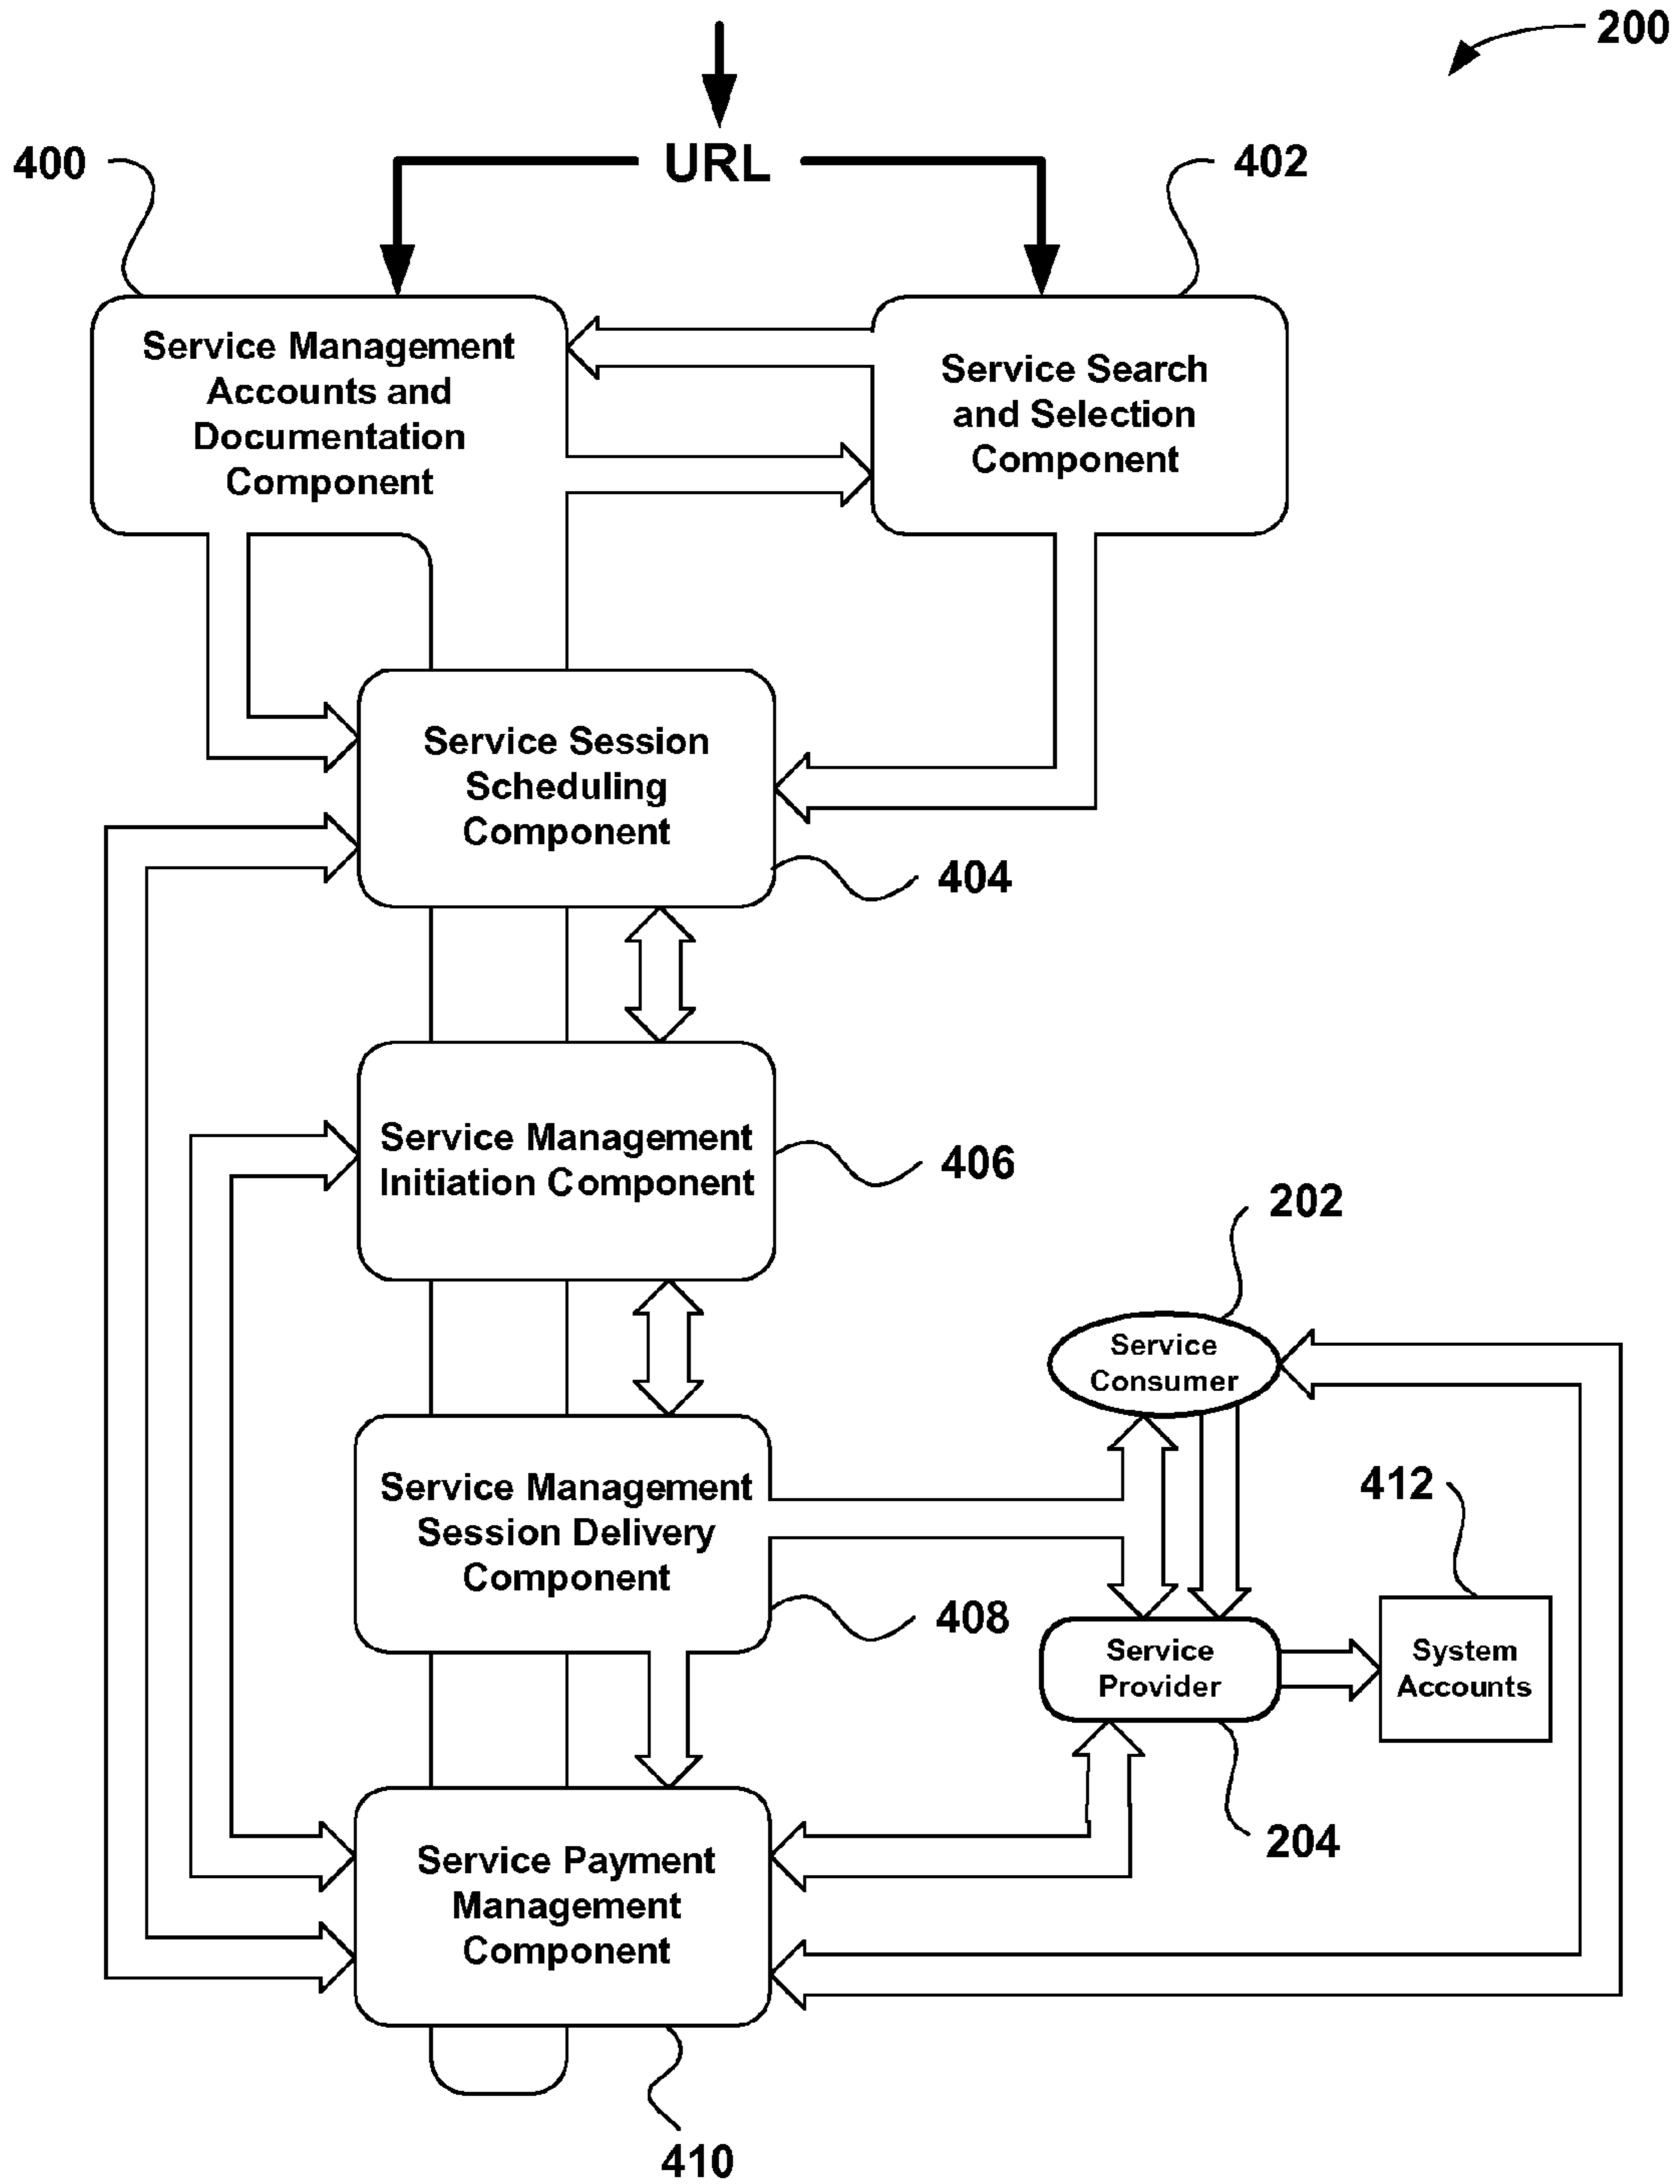 200
URL
400
402
Service Management
Accounts and
Documentation
Component
Service Search
and Selection
Component
Service Session
Scheduling
Component
404
Service Management
Initiation Component
406
202
Service
Consumer
Service Management
Session Delivery
Component
408
412
Service
Provider
System
Accounts
204
Service Payment
Management
Component
410